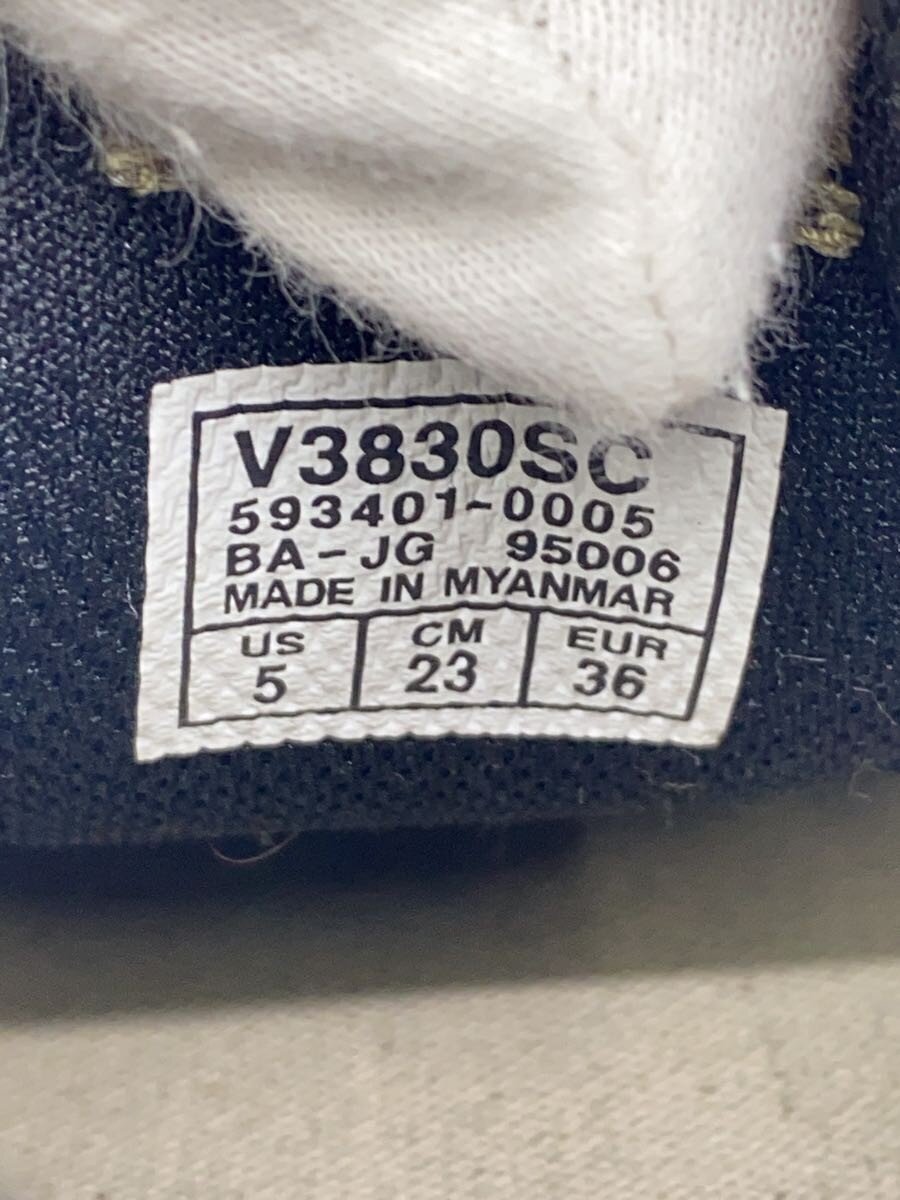 V3830SC
593401-0005
BA-JG 95006
MADE IN MYANMAR
US CM EUR
5 23 36